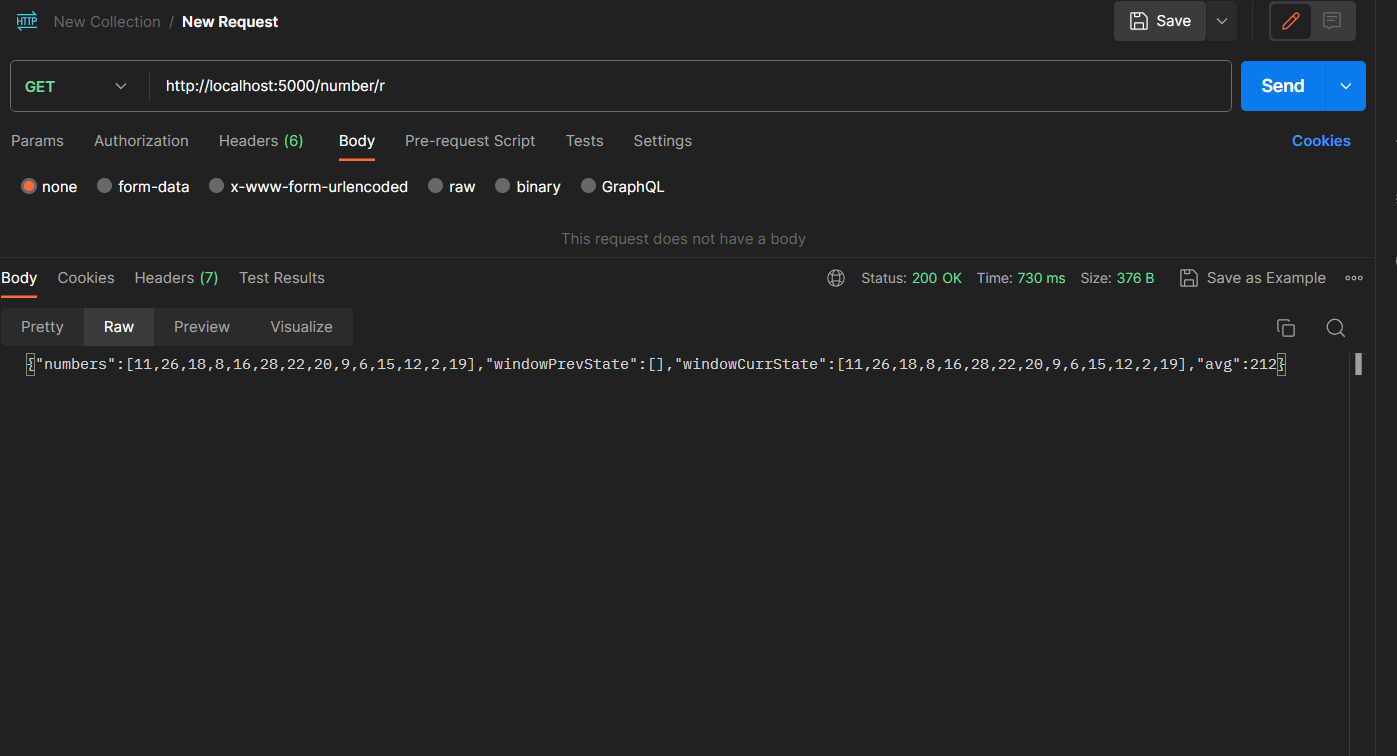 HTTP New Collection / New Request Save
GET http://localhost:5000/number/r Send
Params Authorization Headers (6) Body Pre-request Script Tests Settings Cookies
none form-data x-www-form-urlencoded raw binary GraphQL
This request does not have a body
Body Cookies Headers (7) Test Results Status: 200 OK Time: 730 ms Size: 376 B Save as Example
Pretty Raw Preview Visualize
{"numbers":[11,26,18,8,16,28,22,20,9,6,15,12,2,19],"windowPrevState":[],"windowCurrState":[11,26,18,8,16,28,22,20,9,6,15,12,2,19],"avg":212}